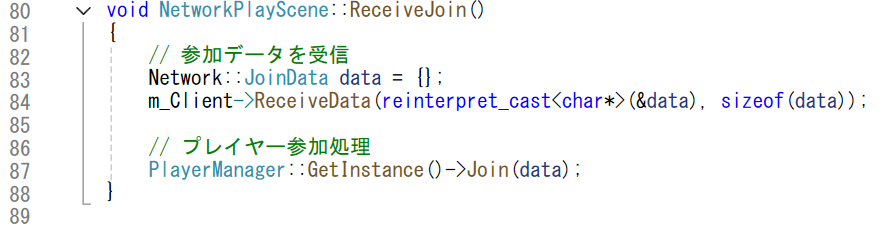 80 void NetworkPlayScene::ReceiveJoin()
81 {
82 // 参加データを受信
83 Network::JoinData data = {};
84 m_Client->ReceiveData(reinterpret_cast<char*>(&data), sizeof(data));
85
86 // プレイヤー参加処理
87 PlayerManager::GetInstance()->Join(data);
88 }
89